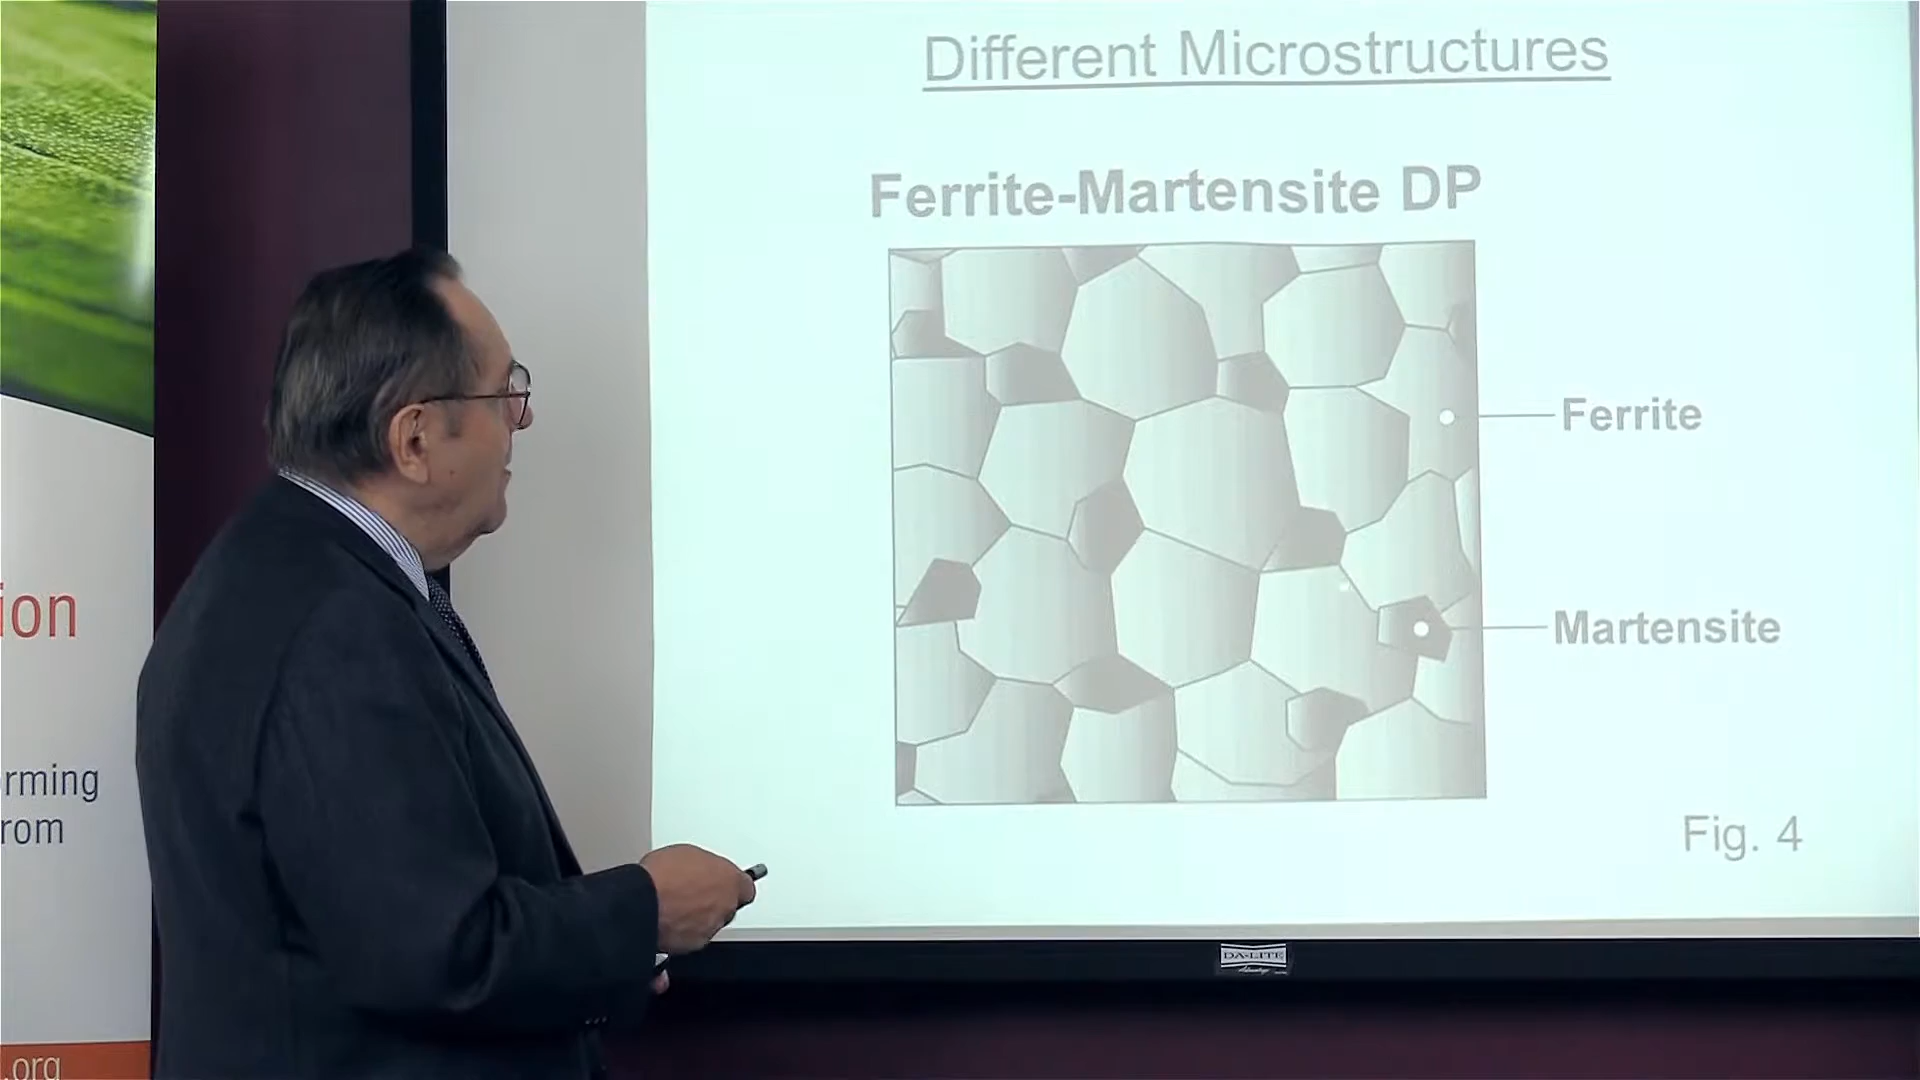 Different Microstructures
Ferrite-Martensite DP
Ferrite
Martensite
Fig. 4
ion
rming
rom
.org
DA-LITE